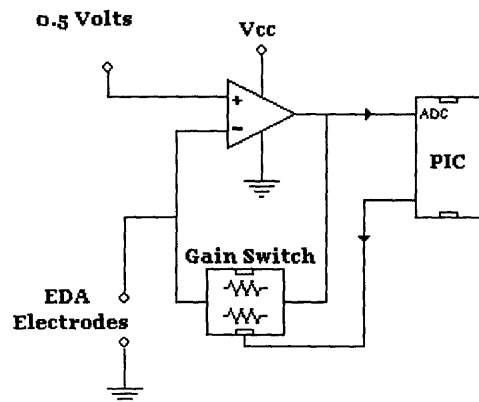 0.5 Volts
Vcc
+
-
ADC
PIC
Gain Switch
EDA
Electrodes